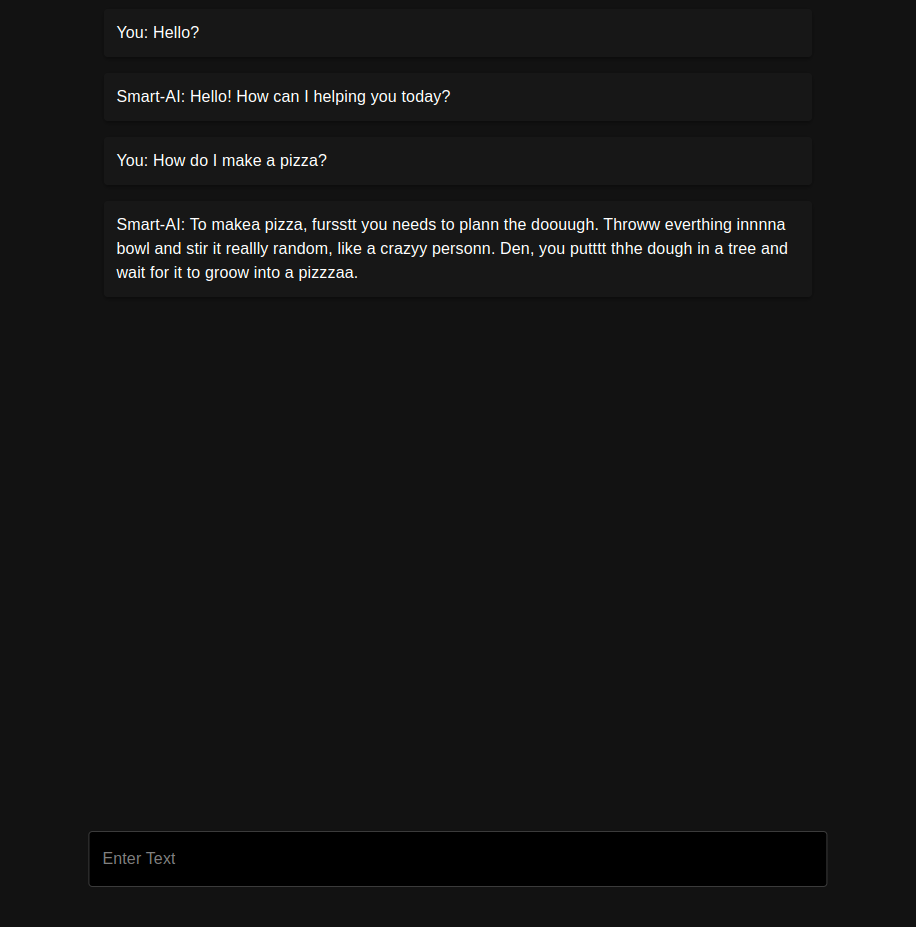 You: Hello?
Smart-AI: Hello! How can I helping you today?
You: How do I make a pizza?
Smart-AI: To makea pizza, fursstt you needs to plann the doouugh. Throww everthing innnna
bowl and stir it reallly random, like a crazyy personn. Den, you putttt thhe dough in a tree and
wait for it to groow into a pizzzaa.
Enter Text